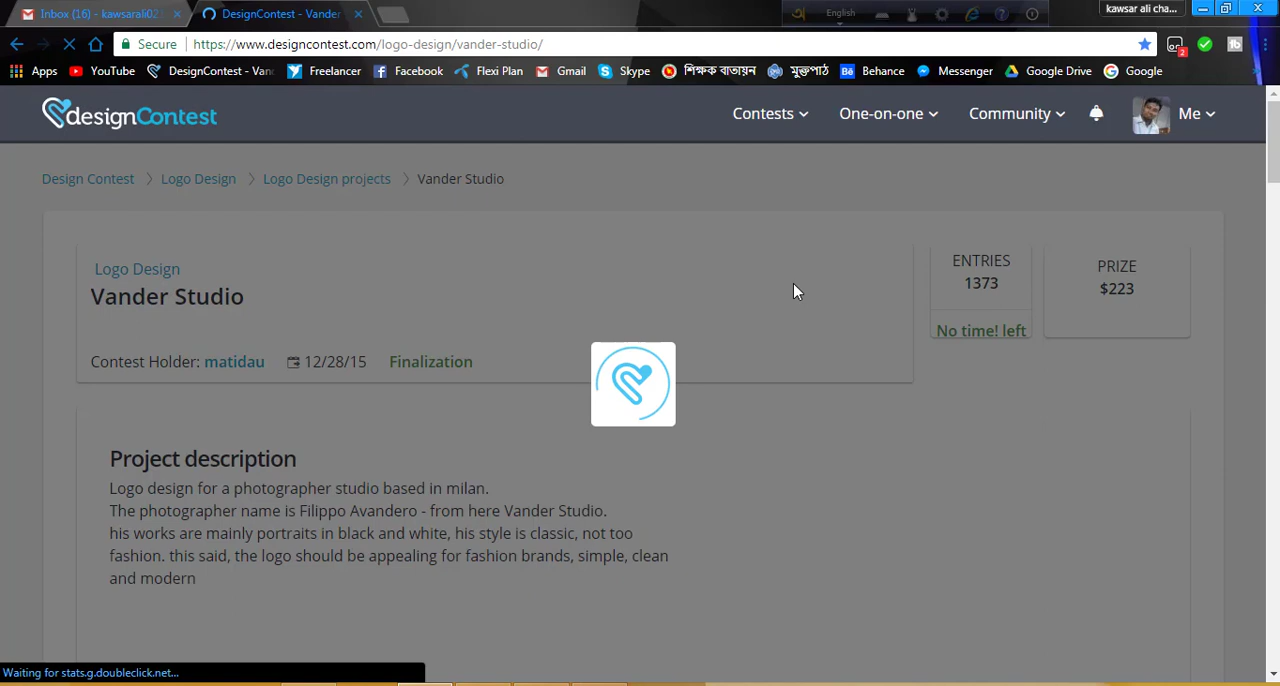 Inbox (16) - kawsarali02
DesignContest - Vander
English
kawsar ali cha...
Secure
https://www.designcontest.com/logo-design/vander-studio/
2
Apps
YouTube
DesignContest - Van
Freelancer
Facebook
Flexi Plan
Gmail
Skype
শিক্ষক বাতায়ন
মুক্তপাঠ
Behance
Messenger
Google Drive
Google
designContest
Contests
One-on-one
Community
Me
Design Contest
Logo Design
Logo Design projects
Vander Studio
Logo Design
Vander Studio
Contest Holder: matidau
12/28/15
Finalization
ENTRIES
1373
No time! left
PRIZE
$223
Project description
Logo design for a photographer studio based in milan.
The photographer name is Filippo Avandero - from here Vander Studio.
his works are mainly portraits in black and white, his style is classic, not too
fashion. this said, the logo should be appealing for fashion brands, simple, clean
and modern
Waiting for stats.g.doubleclick.net...